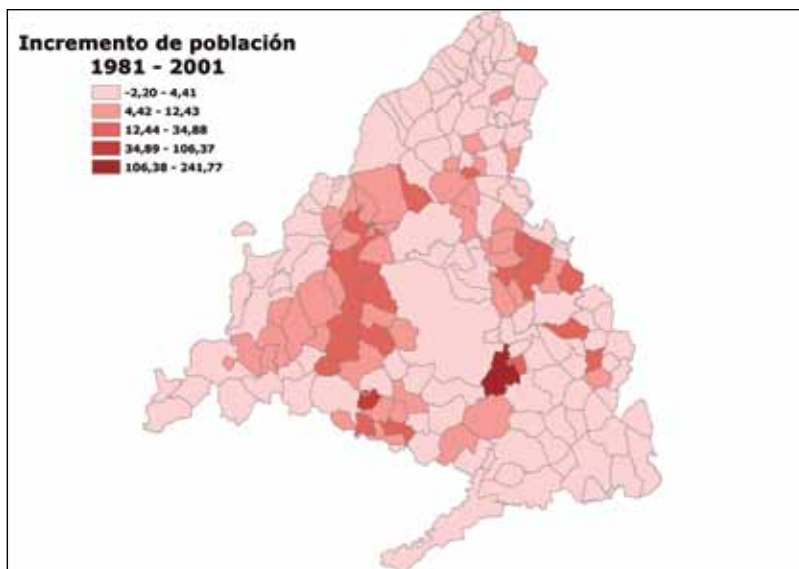 Incremento de población
1981 - 2001
-2,20 - 4,41
4,42 - 12,43
12,44 - 34,88
34,89 - 106,37
106,38 - 241,77